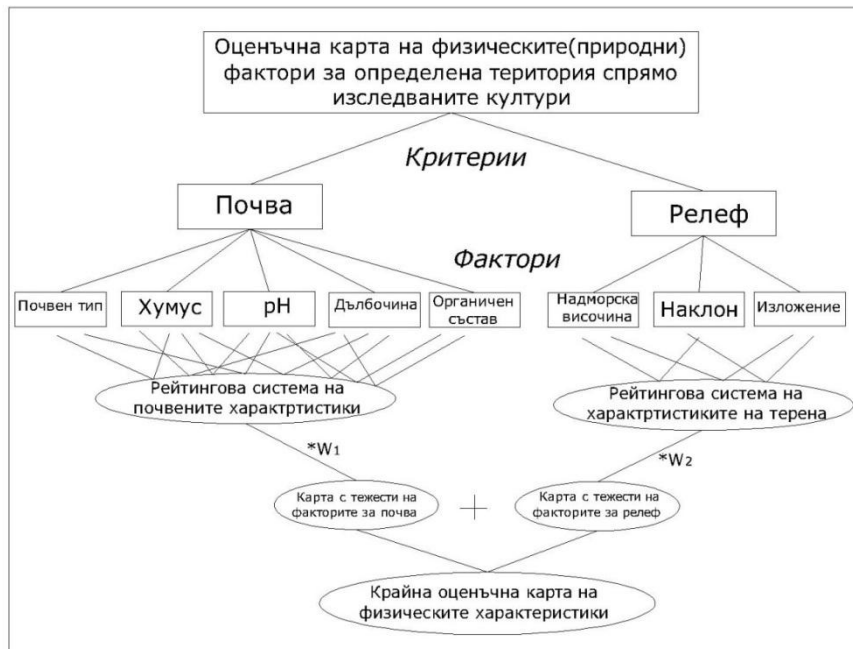 Оценъчна карта на физическите(природни)
фактори за определена територия спрямо
изследваните култури
Критерии
Почва
Релеф
Фактори
Почвен тип
Хумус
pH
Дълбочина
Органичен
състав
Надморска
височина
Наклон
Изложение
Рейтингова система на
почвените характртистики
Рейтингова система на
характртистиките на терена
*W1
*W2
Карта с тежести на
факторите за почва
+
Карта с тежести на
факторите за релеф
Крайна оценъчна карта на
физическите характеристики